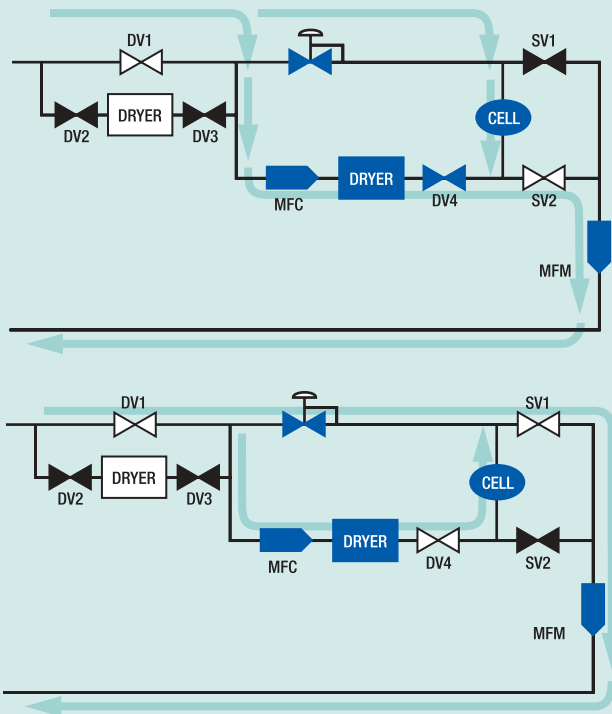 DV1
SV1
DRYER
CELL
DV2
DV3
DRYER
MFC
DV4
SV2
MFM
DV1
SV1
DRYER
CELL
DV2
DV3
DRYER
MFC
DV4
SV2
MFM